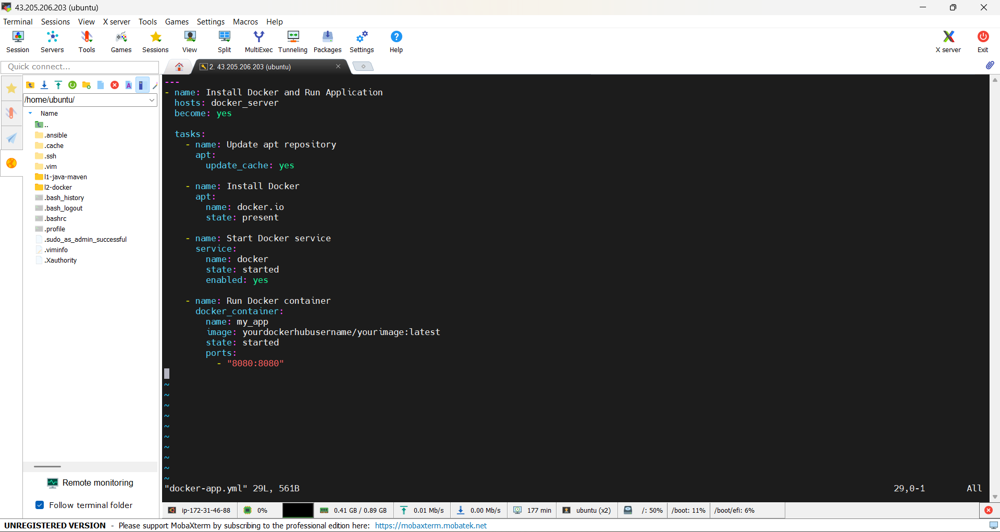 43.205.206.203 (ubuntu)
Terminal Sessions View X server Tools Games Settings Macros Help
Session Servers Tools Games Sessions View Split MultiExec Tunneling Packages Settings Help X server Exit
Quick connect...
2. 43.205.206.203 (ubuntu)
/home/ubuntu/
Name
..
.ansible
.cache
.ssh
.vim
l1-java-maven
l2-docker
.bash_history
.bash_logout
.bashrc
.profile
.sudo_as_admin_successful
.viminfo
.Xauthority
Remote monitoring
Follow terminal folder
---
- name: Install Docker and Run Application
  hosts: docker_server
  become: yes

  tasks:
    - name: Update apt repository
      apt:
        update_cache: yes

    - name: Install Docker
      apt:
        name: docker.io
        state: present

    - name: Start Docker service
      service:
        name: docker
        state: started
        enabled: yes

    - name: Run Docker container
      docker_container:
        name: my_app
        image: yourdockerhubusername/yourimage:latest
        state: started
        ports:
          - "8080:8080"

~
~
~
~
~
~
~
~
~
~
"docker-app.yml" 29L, 561B 29,0-1 All
ip-172-31-46-88 0% 0.41 GB / 0.89 GB 0.01 Mb/s 0.00 Mb/s 177 min ubuntu (x2) /: 50% /boot: 11% /boot/efi: 6%
UNREGISTERED VERSION - Please support MobaXterm by subscribing to the professional edition here: https://mobaxterm.mobatek.net